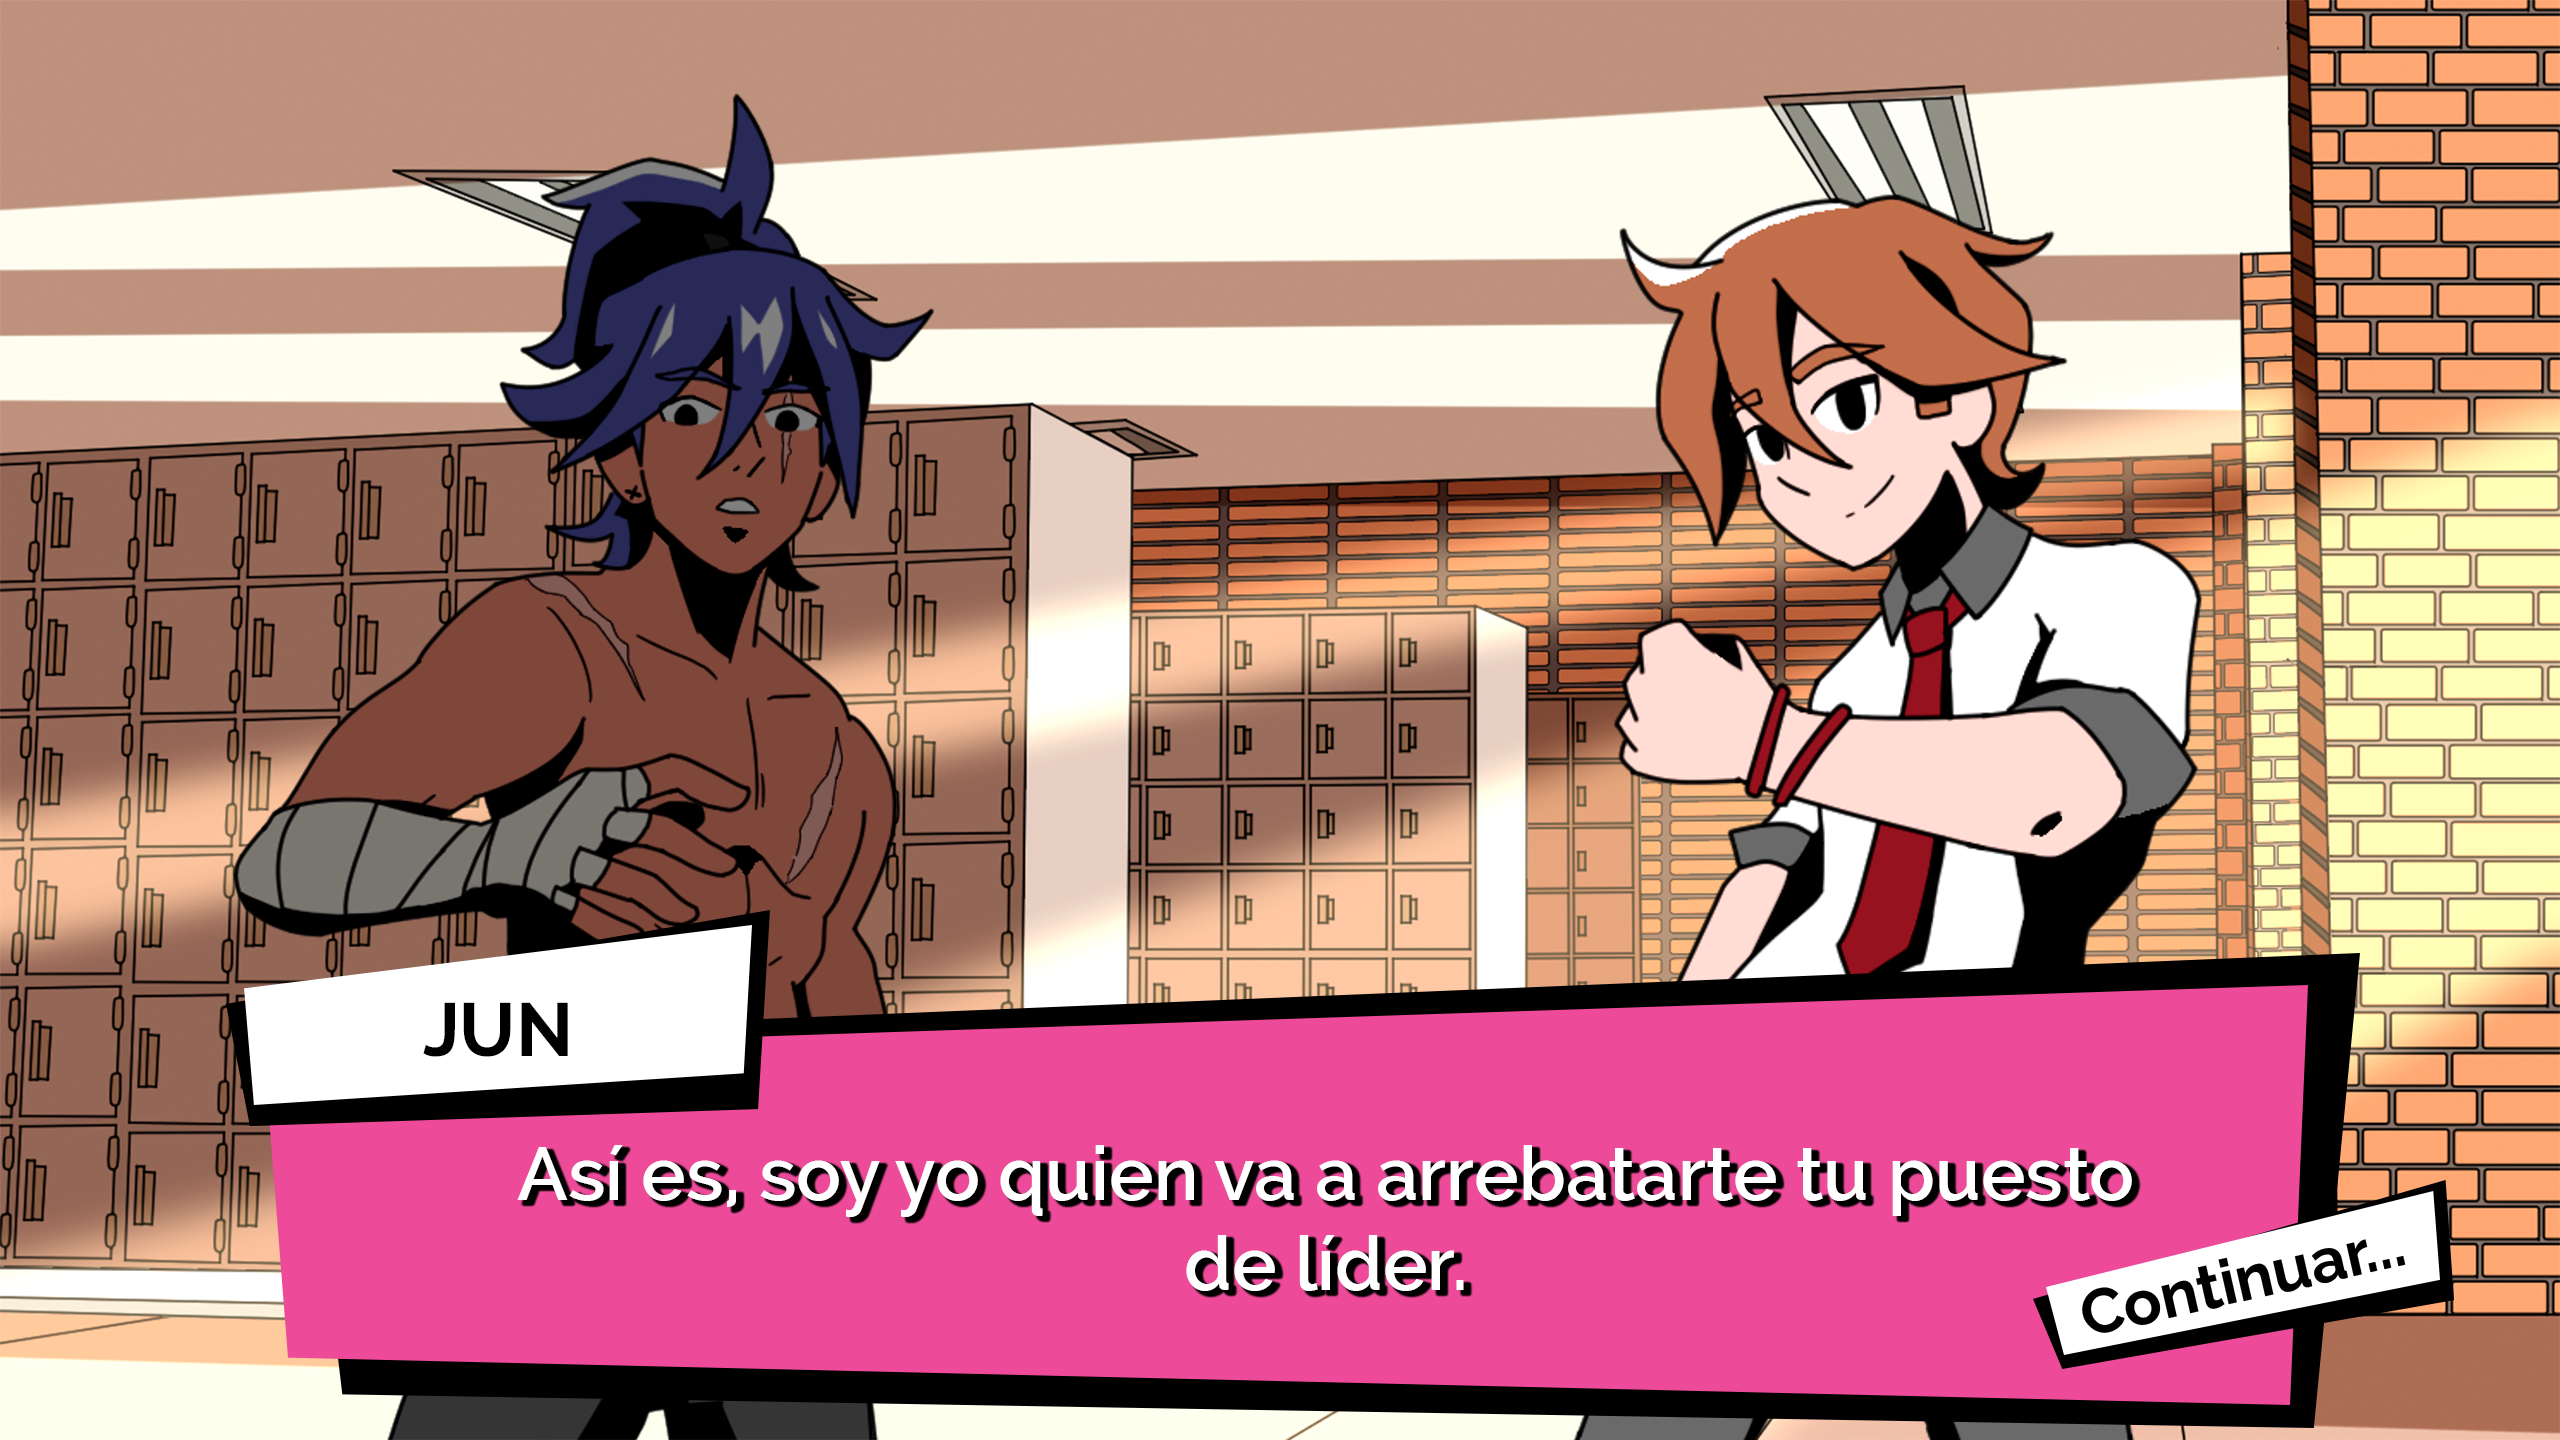 JUN
Así es, soy yo quien va a arrebatarte tu puesto
de líder.
Continuar...